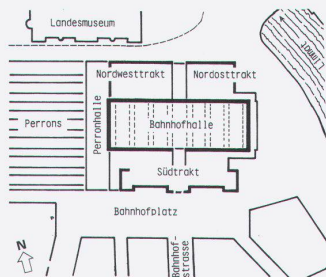 Landesmuseum
Limmat
Nordwesttrakt
Nordosttrakt
Perrons
Perronhalle
Bahnhofhalle
Südtrakt
Bahnhofplatz
N
Bahnhof-
strasse